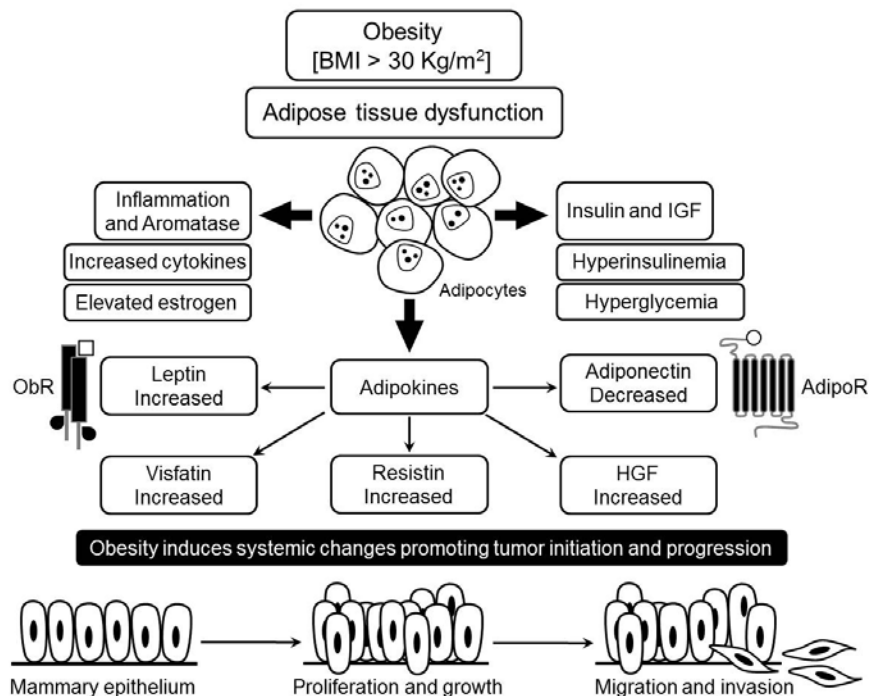 Obesity
[BMI > 30 Kg/m²]
Adipose tissue dysfunction
Inflammation
and Aromatase
Increased cytokines
Elevated estrogen
Insulin and IGF
Hyperinsulinemia
Hyperglycemia
Adipocytes
ObR
Leptin
Increased
Adipokines
Adiponectin
Decreased
AdipoR
Visfatin
Increased
Resistin
Increased
HGF
Increased
Obesity induces systemic changes promoting tumor initiation and progression
Mammary epithelium
Proliferation and growth
Migration and invasion